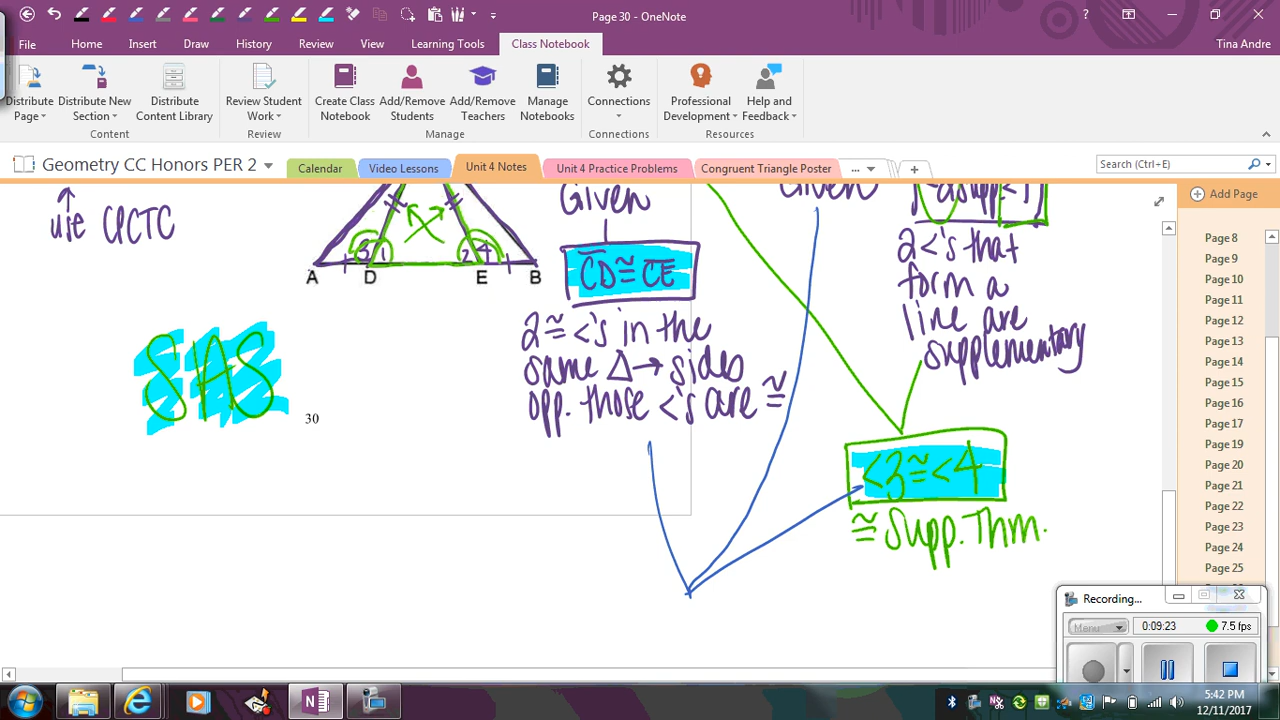 Page 30 - OneNote
?
File
Home
Insert
Draw
History
Review
View
Learning Tools
Class Notebook
Tina Andre
Distribute Page
Distribute New Section
Distribute Content Library
Review Student Work
Create Class Notebook
Add/Remove Students
Add/Remove Teachers
Manage Notebooks
Connections
Professional Development
Help and Feedback
Content
Review
Manage
Connections
Resources
Geometry CC Honors PER 2
Calendar
Video Lessons
Unit 4 Notes
Unit 4 Practice Problems
Congruent Triangle Poster
...
Search (Ctrl+E)
Add Page
Page 8
Page 9
Page 10
Page 11
Page 12
Page 13
Page 14
Page 15
Page 16
Page 17
Page 19
Page 20
Page 21
Page 22
Page 23
Page 24
Page 25
use CPCTC
3 1 2 4
A D E B
SAS
30
Given
CD ≅ CE
2 ≅ <'s in the
same Δ → sides
opp. those <'s are ≅
Given
2 <'s that
form a
line are
supplementary
<3 ≅ <4
≅ Supp. Thm.
Recording...
Menu
0:09:23
7.5 fps
5:42 PM
12/11/2017